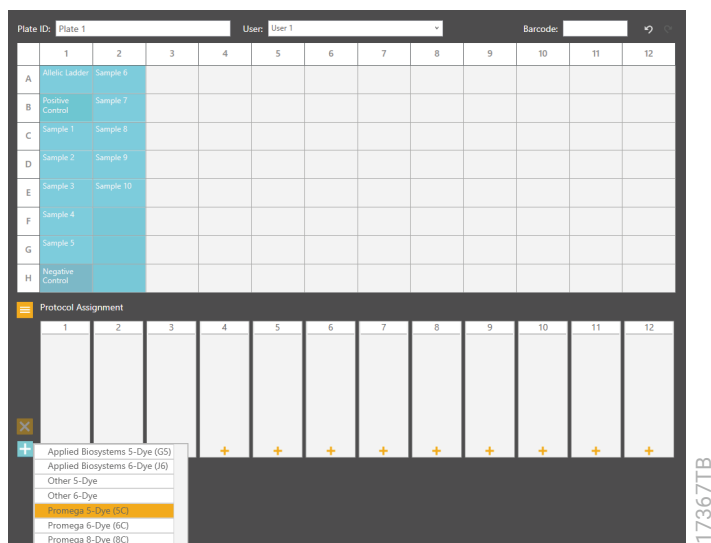 Plate ID: Plate 1 User: User 1 Barcode:
1 2 3 4 5 6 7 8 9 10 11 12
A Allelic Ladder Sample 6
B Positive Control Sample 7
C Sample 1 Sample 8
D Sample 2 Sample 9
E Sample 3 Sample 10
F Sample 4
G Sample 5
H Negative Control
Protocol Assignment
1 2 3 4 5 6 7 8 9 10 11 12
Applied Biosystems 5-Dye (G5)
Applied Biosystems 6-Dye (J6)
Other 5-Dye
Other 6-Dye
Promega 5-Dye (5C)
Promega 6-Dye (6C)
Promega 8-Dye (8C)
17367TB